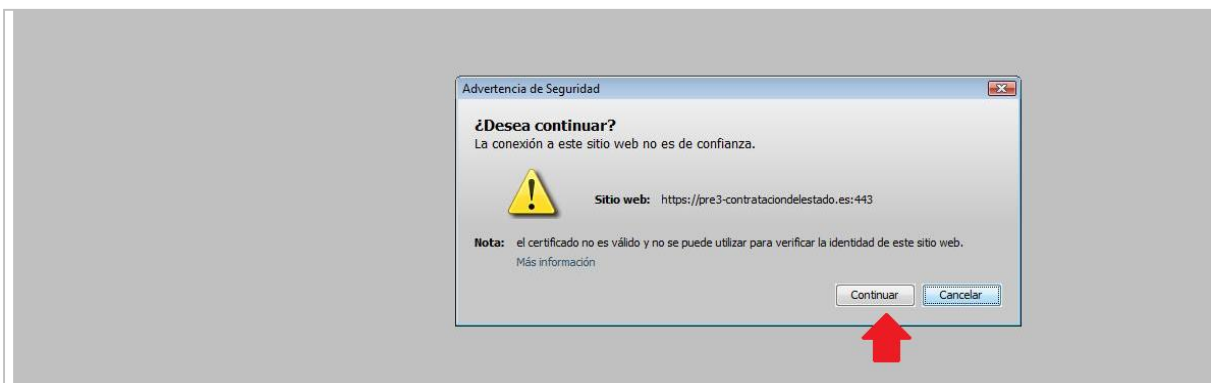 Advertencia de Seguridad
¿Desea continuar?
La conexión a este sitio web no es de confianza.
Sitio web: https://pre3-contrataciondelestado.es:443
Nota: el certificado no es válido y no se puede utilizar para verificar la identidad de este sitio web.
Más información
Continuar Cancelar